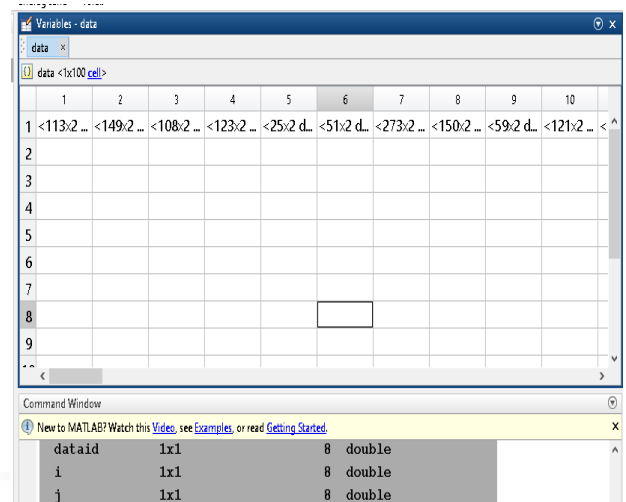 Variables - data
data ×
{} data <1x100 cell>
1 2 3 4 5 6 7 8 9 10
1 <113x2 ... <149x2 ... <108x2 ... <123x2 ... <25x2 d... <51x2 d... <273x2 ... <150x2 ... <59x2 d... <121x2 ... <
2
3
4
5
6
7
8
9
Command Window
New to MATLAB? Watch this Video, see Examples, or read Getting Started. x
dataid 1x1 8 double
i 1x1 8 double
j 1x1 8 double